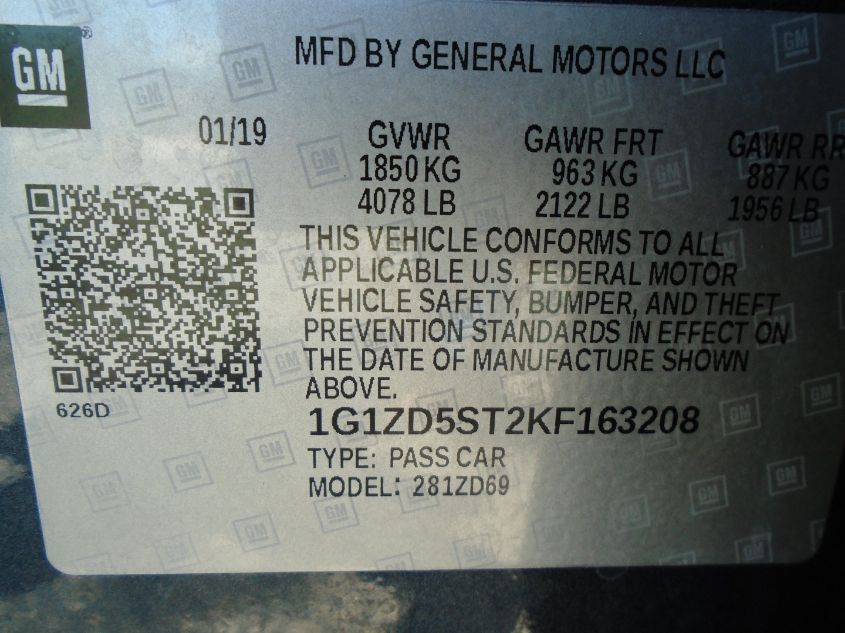 GM
MFD BY GENERAL MOTORS LLC
01/19
GVWR GAWR FRT GAWR RR
1850 KG 963 KG 887 KG
4078 LB 2122 LB 1956 LB
THIS VEHICLE CONFORMS TO ALL
APPLICABLE U.S. FEDERAL MOTOR
VEHICLE SAFETY, BUMPER, AND THEFT
PREVENTION STANDARDS IN EFFECT ON
THE DATE OF MANUFACTURE SHOWN
ABOVE.
626D
1G1ZD5ST2KF163208
TYPE: PASS CAR
MODEL: 281ZD69